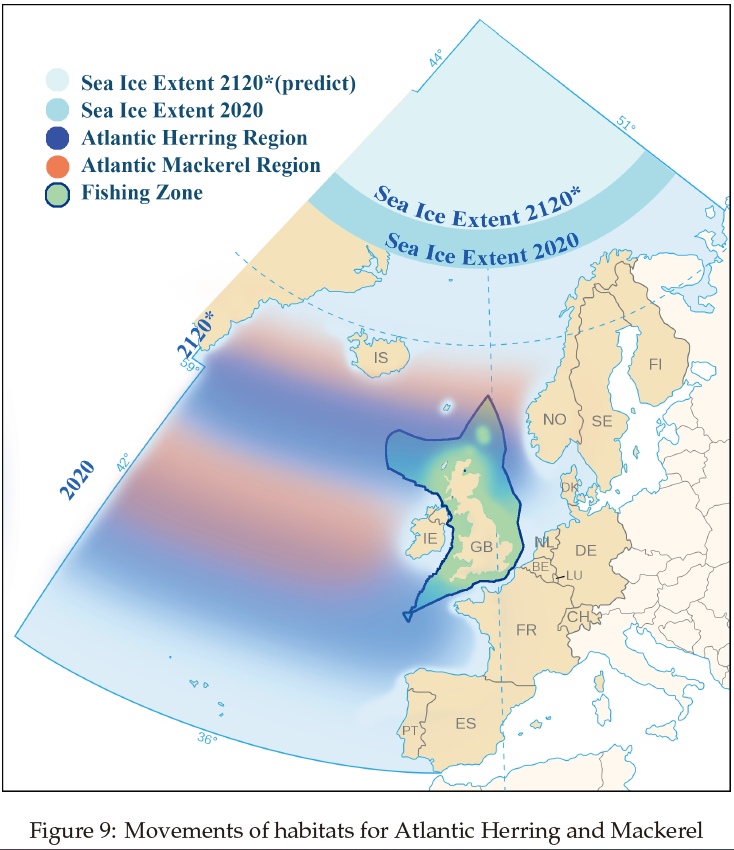 44°
51°
Sea Ice Extent 2120*(predict)
Sea Ice Extent 2020
Atlantic Herring Region
Atlantic Mackerel Region
Fishing Zone
Sea Ice Extent 2120*
Sea Ice Extent 2020
2120*
59°
IS
FI
NO
SE
2020
42°
DK
IE
GB
NL
DE
BE
LU
CH
FR
PT
ES
36°
Figure 9: Movements of habitats for Atlantic Herring and Mackerel